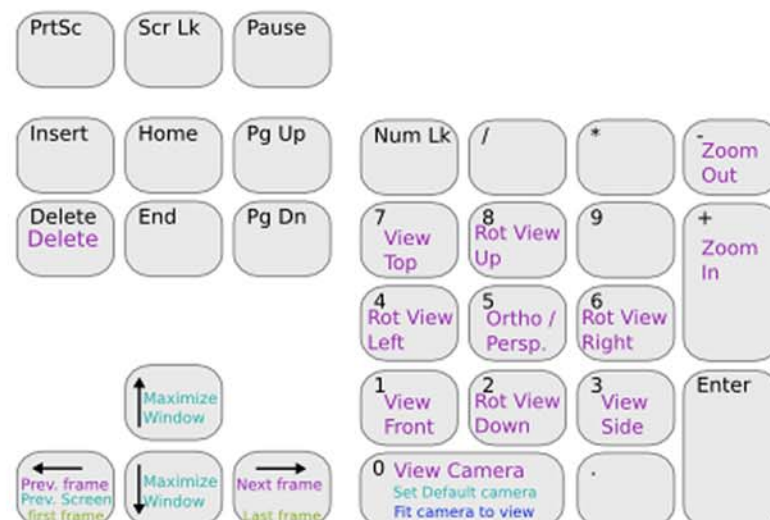 PrtSc
Scr Lk
Pause
Insert
Home
Pg Up
Num Lk
/
*
-
Zoom
Out
Delete
Delete
End
Pg Dn
7
View
Top
8
Rot View
Up
9
+
Zoom
In
4
Rot View
Left
5
Ortho /
Persp.
6
Rot View
Right
Maximize
Window
1
View
Front
2
Rot View
Down
3
View
Side
Enter
Prev. frame
Prev. Screen
first frame
Maximize
Window
Next frame
Last frame
0
View Camera
Set Default camera
Fit camera to view
.